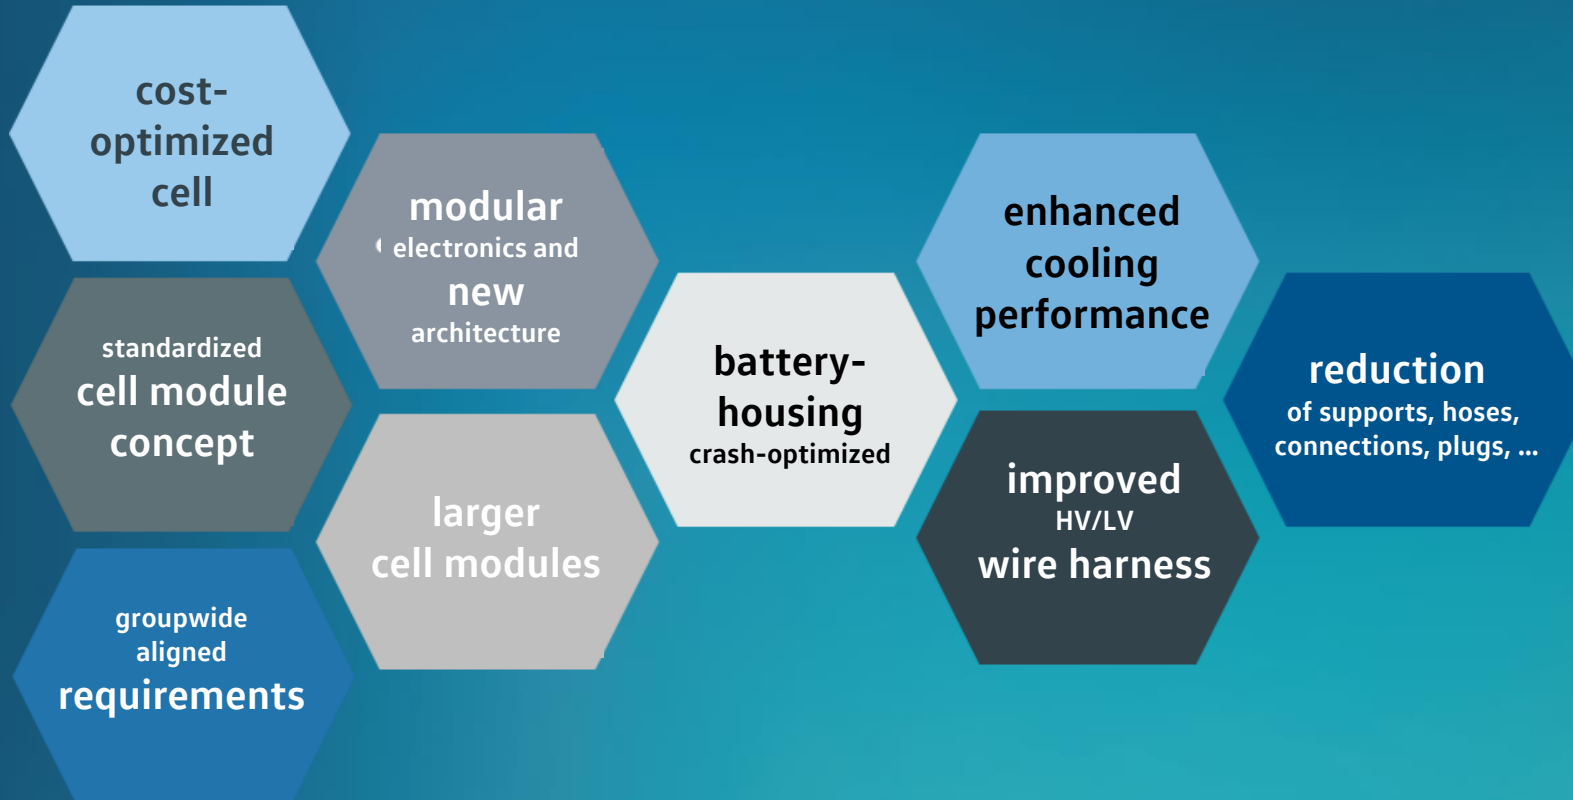 cost-
optimized
cell
standardized
cell module
concept
groupwide
aligned
requirements
modular
electronics and
new
architecture
larger
cell modules
battery-
housing
crash-optimized
enhanced
cooling
performance
improved
HV/LV
wire harness
reduction
of supports, hoses,
connections, plugs, ...